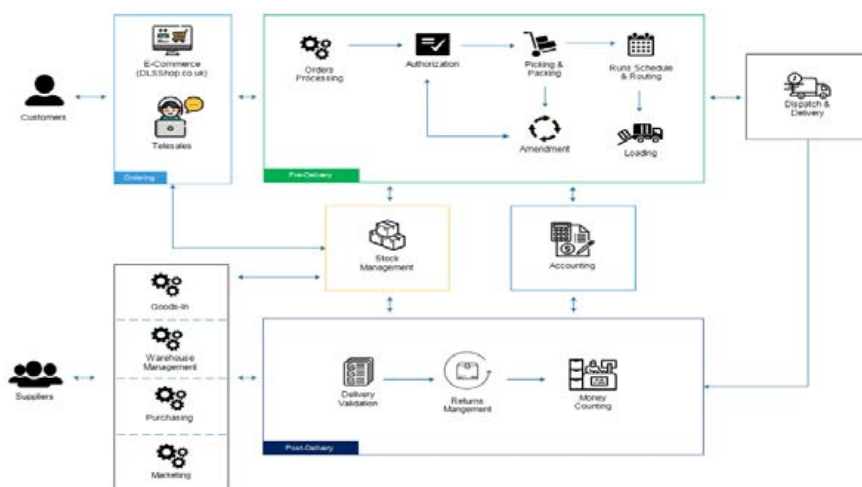 E-Commerce
(DLSShop.co.uk)
Telesales
Ordering
Customers
Orders
Processing
Authorization
Picking &
Packing
Runs Schedule
& Routing
Amendment
Loading
Pre-Delivery
Dispatch &
Delivery
Stock
Management
Accounting
Goods-In
Warehouse
Management
Purchasing
Marketing
Suppliers
Delivery
Validation
Returns
Mangement
Money
Counting
Post-Delivery